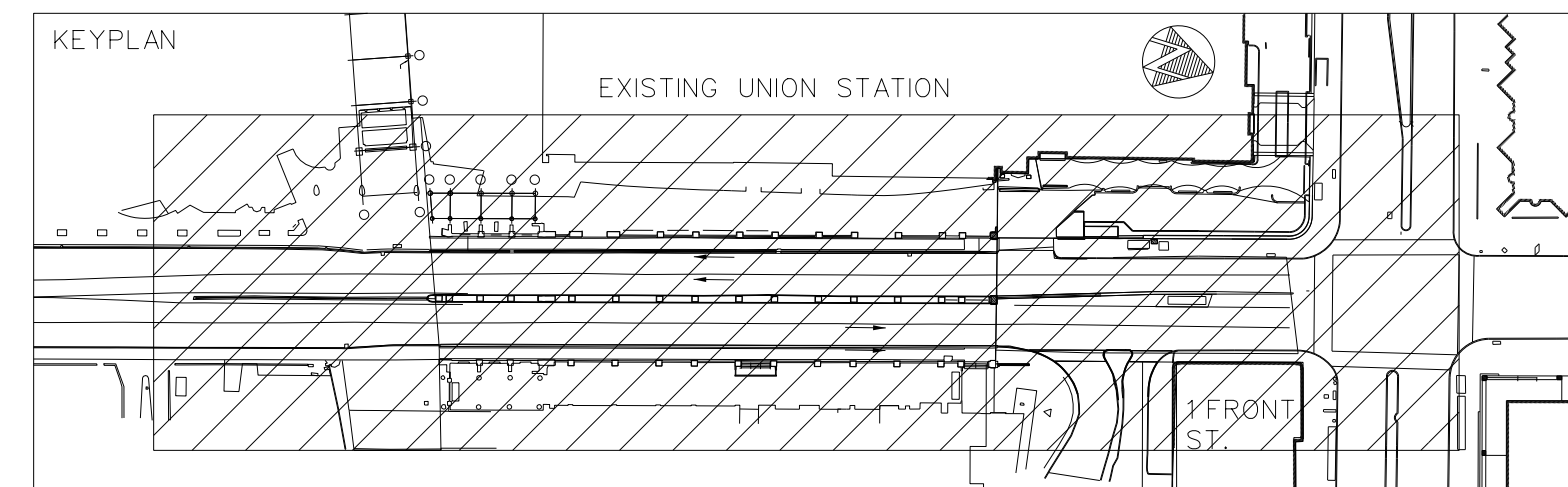 KEYPLAN
EXISTING UNION STATION
1 FRONT
ST.